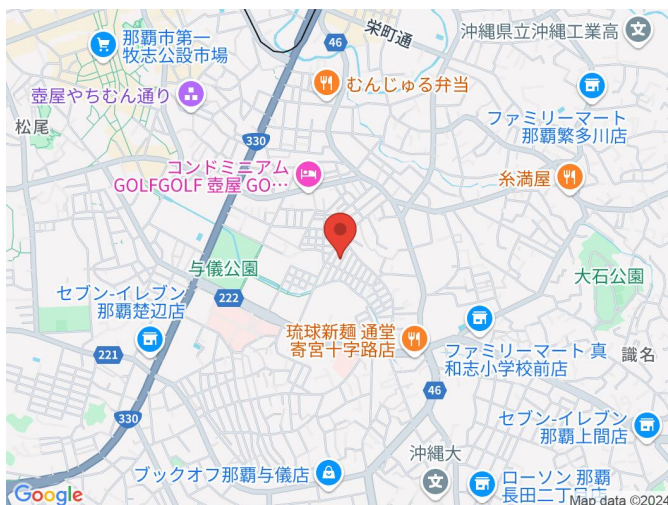 栄町通
沖縄県立沖縄工業高
46
那覇市第一
牧志公設市場
むんじゅる弁当
壺屋やちむん通り
ファミリーマート
那覇繁多川店
松尾
330
コンドミニアム
GOLFGOLF 壺屋 GO…
糸満屋
与儀公園
大石公園
セブン-イレブン
那覇楚辺店
222
琉球新麺 通堂
寄宮十字路店
ファミリーマート 真
和志小学校前店
識名
221
46
330
セブン-イレブン
那覇上間店
沖縄大
ブックオフ那覇与儀店
ローソン 那覇
長田二丁目店
Google
Map data ©2024